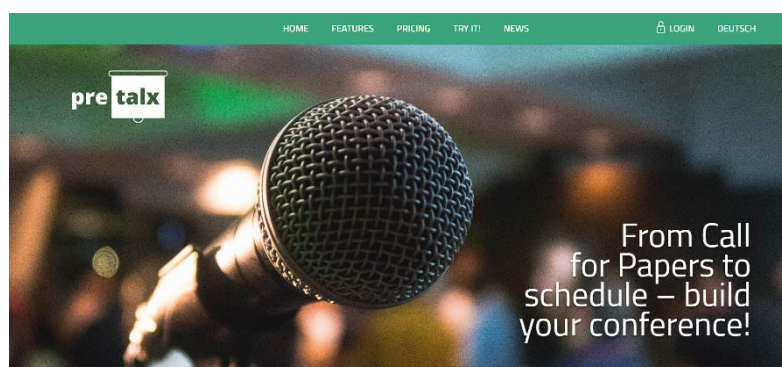 HOME FEATURES PRICING TRY IT! NEWS LOGIN DEUTSCH
pre talx
From Call
for Papers to
schedule – build
your conference!